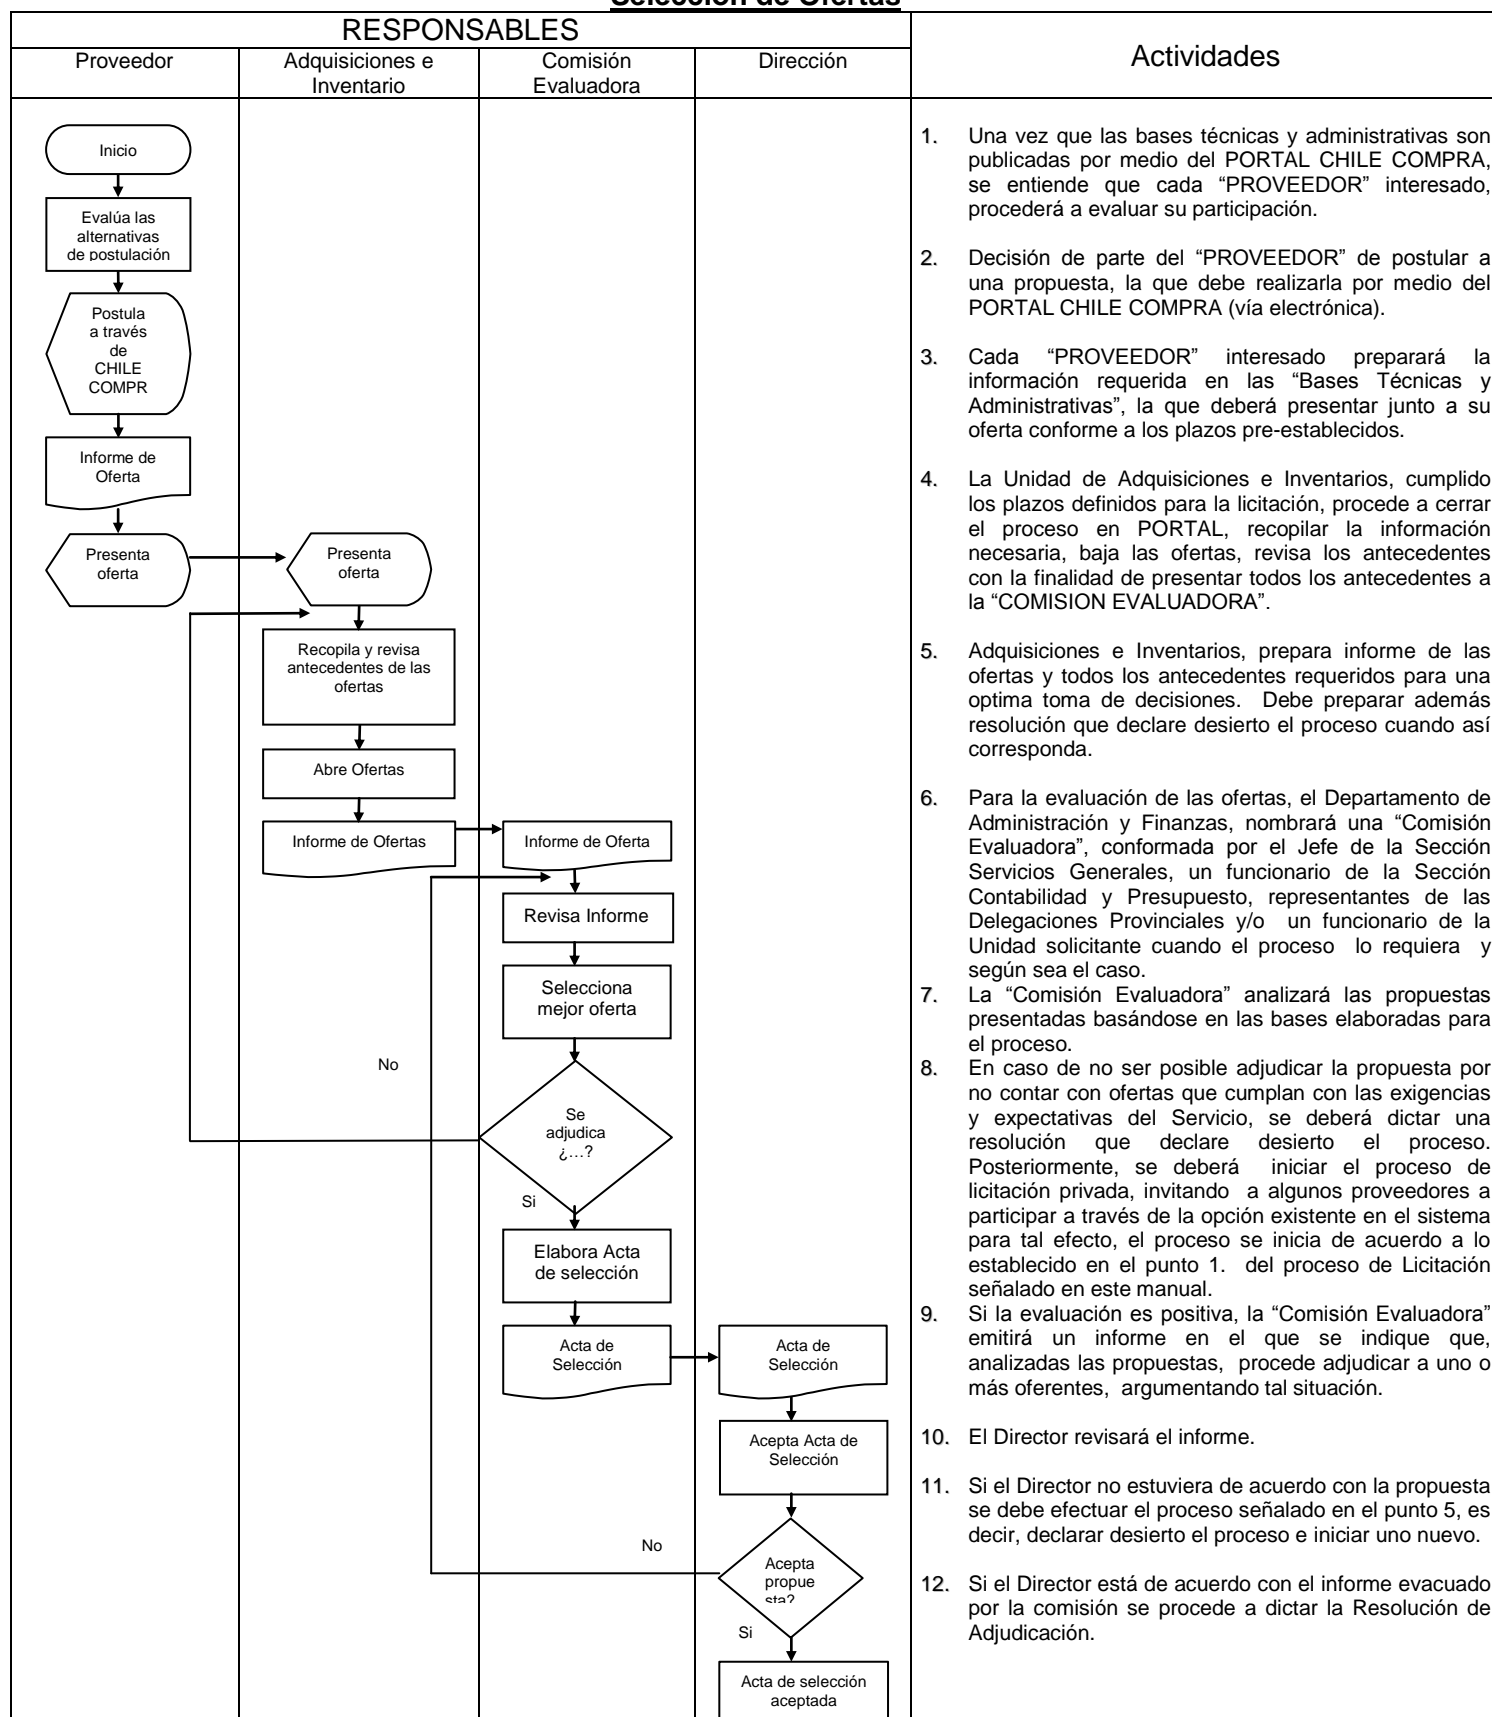 Selección de Ofertas
RESPONSABLES
Actividades
Proveedor
Adquisiciones e
Inventario
Comisión
Evaluadora
Dirección
Inicio
Evalúa las
alternativas
de postulación
Postula
a través
de
CHILE
COMPR
Informe de
Oferta
Presenta
oferta
Presenta
oferta
Recopila y revisa
antecedentes de las
ofertas
Abre Ofertas
Informe de Ofertas
Informe de Oferta
Revisa Informe
Selecciona
mejor oferta
No
Se
adjudica
¿…?
Si
Elabora Acta
de selección
Acta de
Selección
Acta de
Selección
Acepta Acta de
Selección
No
Acepta
propue
sta?
Si
Acta de selección
aceptada
1. Una vez que las bases técnicas y administrativas son
publicadas por medio del PORTAL CHILE COMPRA,
se entiende que cada “PROVEEDOR” interesado,
procederá a evaluar su participación.
2. Decisión de parte del “PROVEEDOR” de postular a
una propuesta, la que debe realizarla por medio del
PORTAL CHILE COMPRA (vía electrónica).
3. Cada “PROVEEDOR” interesado preparará la
información requerida en las “Bases Técnicas y
Administrativas”, la que deberá presentar junto a su
oferta conforme a los plazos pre-establecidos.
4. La Unidad de Adquisiciones e Inventarios, cumplido
los plazos definidos para la licitación, procede a cerrar
el proceso en PORTAL, recopilar la información
necesaria, baja las ofertas, revisa los antecedentes
con la finalidad de presentar todos los antecedentes a
la “COMISION EVALUADORA”.
5. Adquisiciones e Inventarios, prepara informe de las
ofertas y todos los antecedentes requeridos para una
optima toma de decisiones. Debe preparar además
resolución que declare desierto el proceso cuando así
corresponda.
6. Para la evaluación de las ofertas, el Departamento de
Administración y Finanzas, nombrará una “Comisión
Evaluadora”, conformada por el Jefe de la Sección
Servicios Generales, un funcionario de la Sección
Contabilidad y Presupuesto, representantes de las
Delegaciones Provinciales y/o un funcionario de la
Unidad solicitante cuando el proceso lo requiera y
según sea el caso.
7. La “Comisión Evaluadora” analizará las propuestas
presentadas basándose en las bases elaboradas para
el proceso.
8. En caso de no ser posible adjudicar la propuesta por
no contar con ofertas que cumplan con las exigencias
y expectativas del Servicio, se deberá dictar una
resolución que declare desierto el proceso.
Posteriormente, se deberá iniciar el proceso de
licitación privada, invitando a algunos proveedores a
participar a través de la opción existente en el sistema
para tal efecto, el proceso se inicia de acuerdo a lo
establecido en el punto 1. del proceso de Licitación
señalado en este manual.
9. Si la evaluación es positiva, la “Comisión Evaluadora”
emitirá un informe en el que se indique que,
analizadas las propuestas, procede adjudicar a uno o
más oferentes, argumentando tal situación.
10. El Director revisará el informe.
11. Si el Director no estuviera de acuerdo con la propuesta
se debe efectuar el proceso señalado en el punto 5, es
decir, declarar desierto el proceso e iniciar uno nuevo.
12. Si el Director está de acuerdo con el informe evacuado
por la comisión se procede a dictar la Resolución de
Adjudicación.